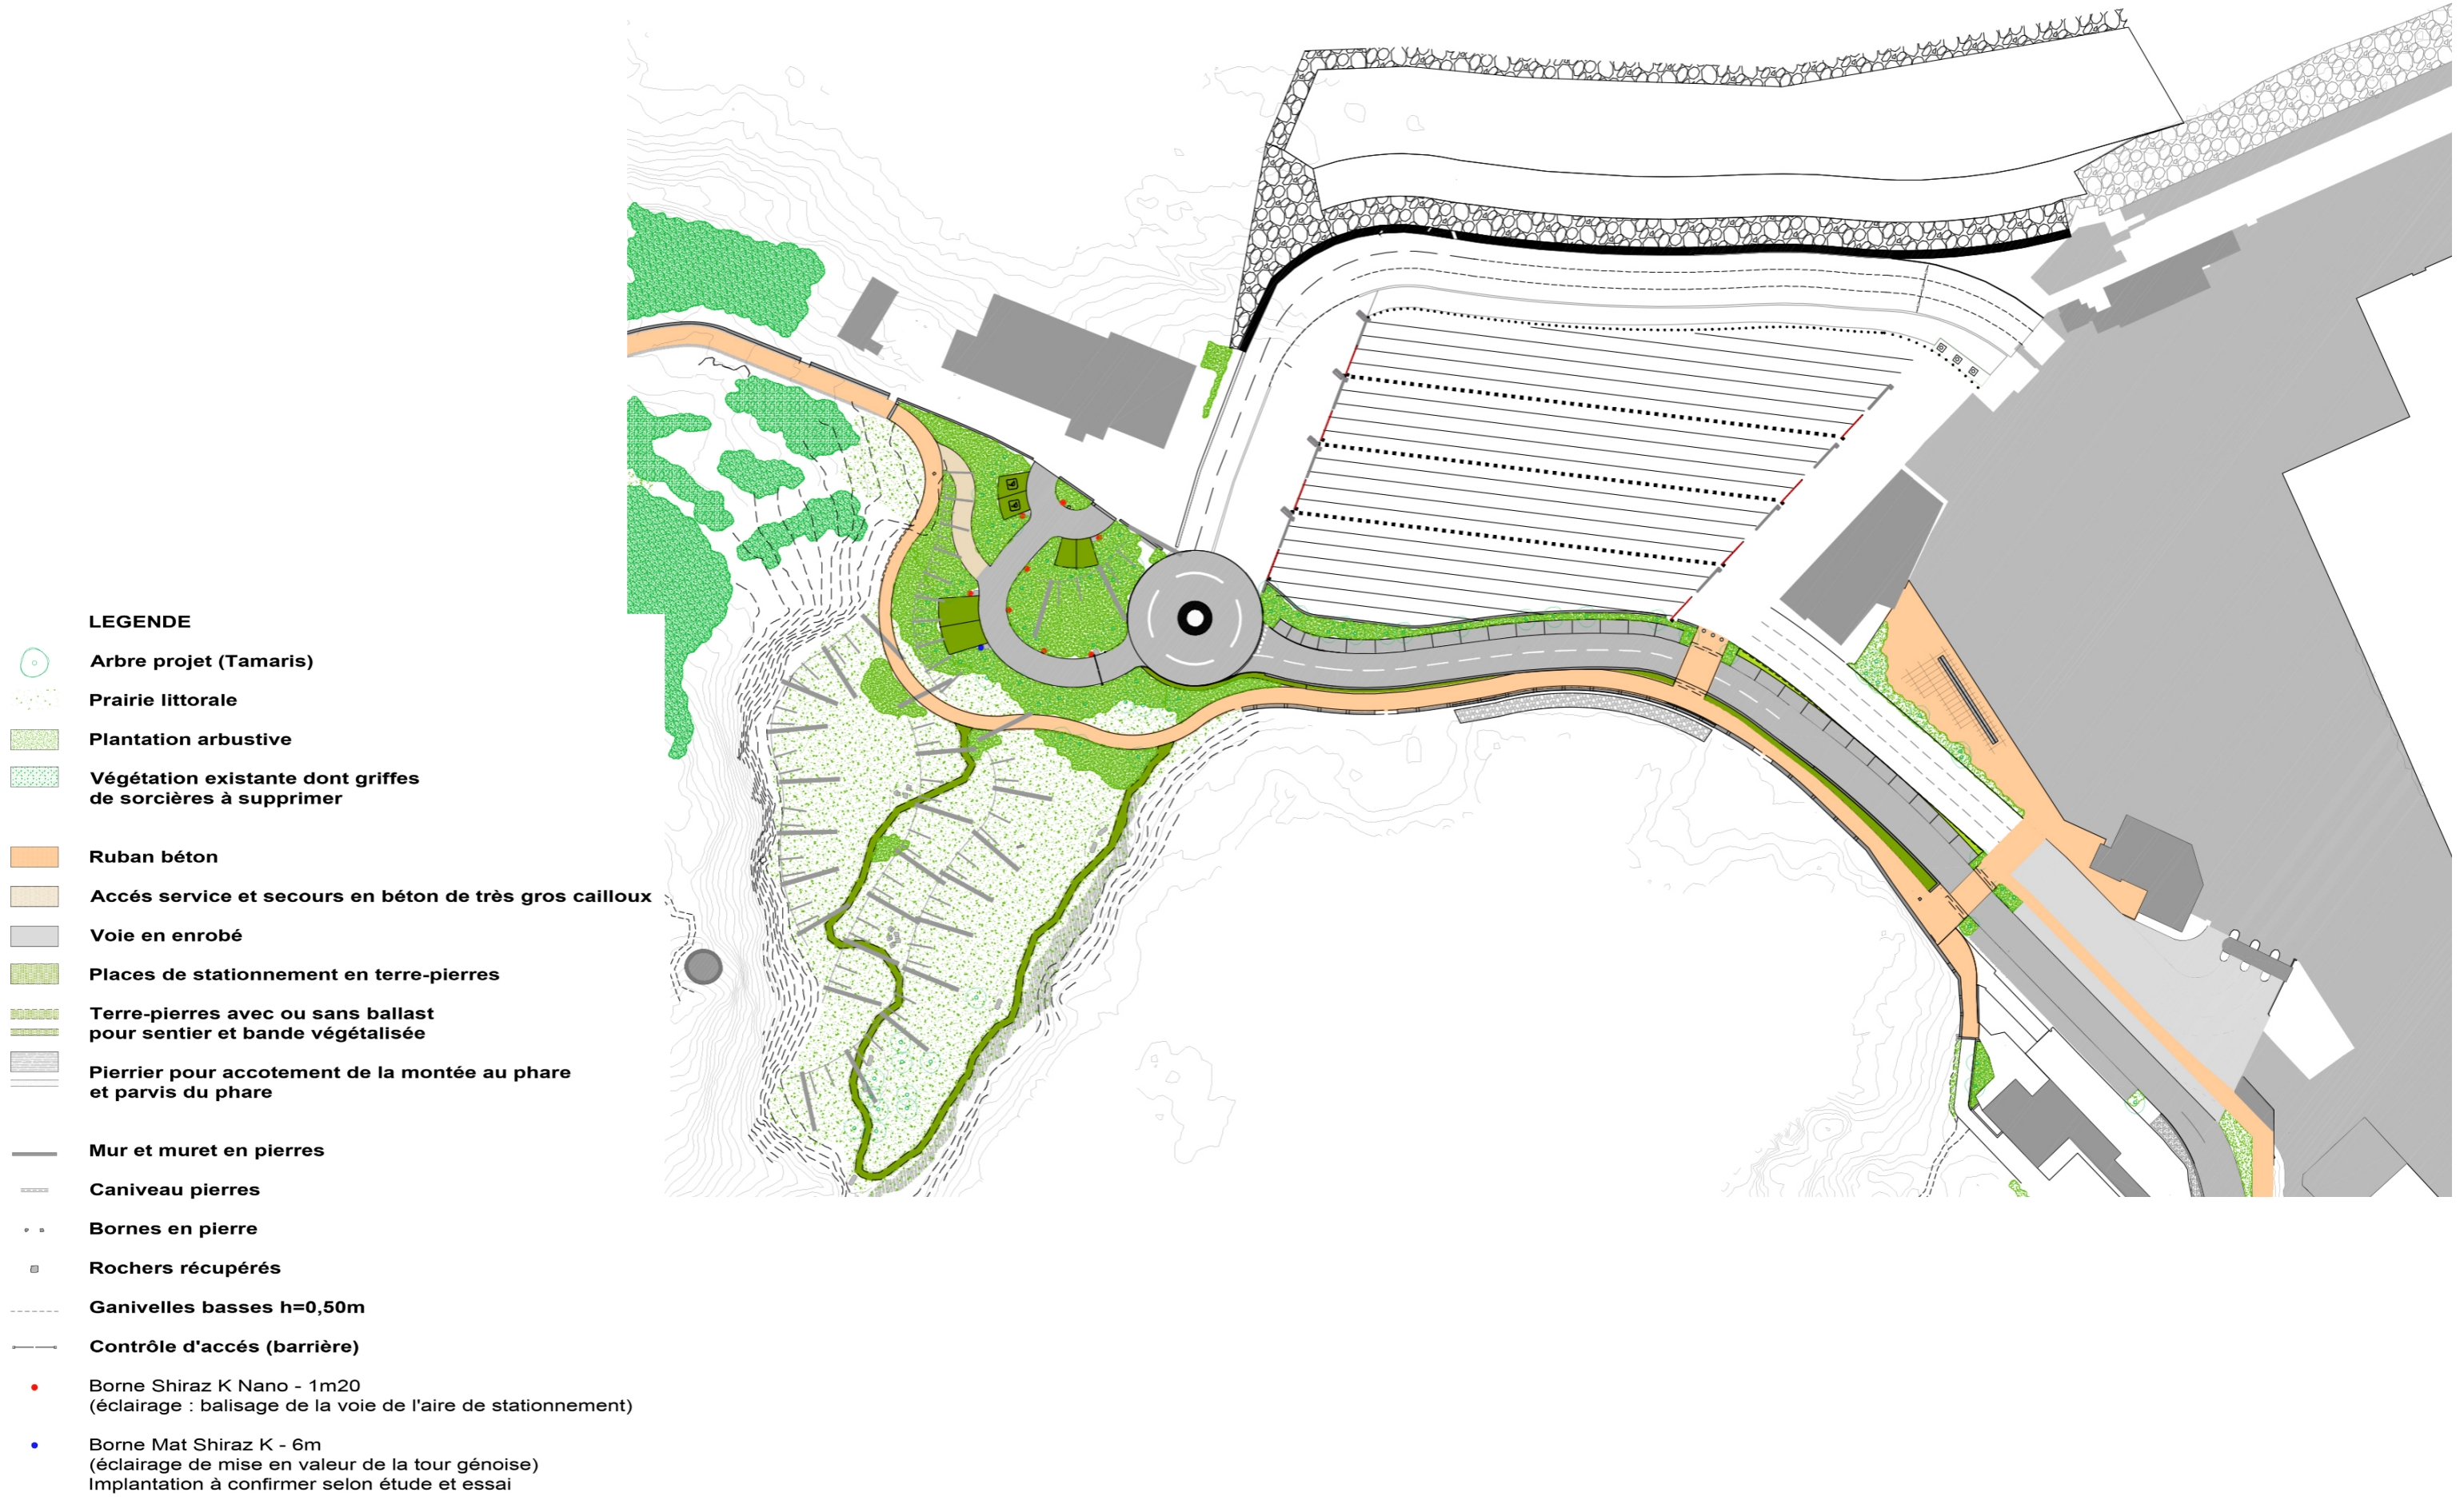 LEGENDE
Arbre projet (Tamaris)
Prairie littorale
Plantation arbustive
Végétation existante dont griffes
de sorcières à supprimer
Ruban béton
Accés service et secours en béton de très gros cailloux
Voie en enrobé
Places de stationnement en terre-pierres
Terre-pierres avec ou sans ballast
pour sentier et bande végétalisée
Pierrier pour accotement de la montée au phare
et parvis du phare
Mur et muret en pierres
Caniveau pierres
Bornes en pierre
Rochers récupérés
Ganivelles basses h=0,50m
Contrôle d'accés (barrière)
Borne Shiraz K Nano - 1m20
(éclairage : balisage de la voie de l'aire de stationnement)
Borne Mat Shiraz K - 6m
(éclairage de mise en valeur de la tour génoise)
Implantation à confirmer selon étude et essai